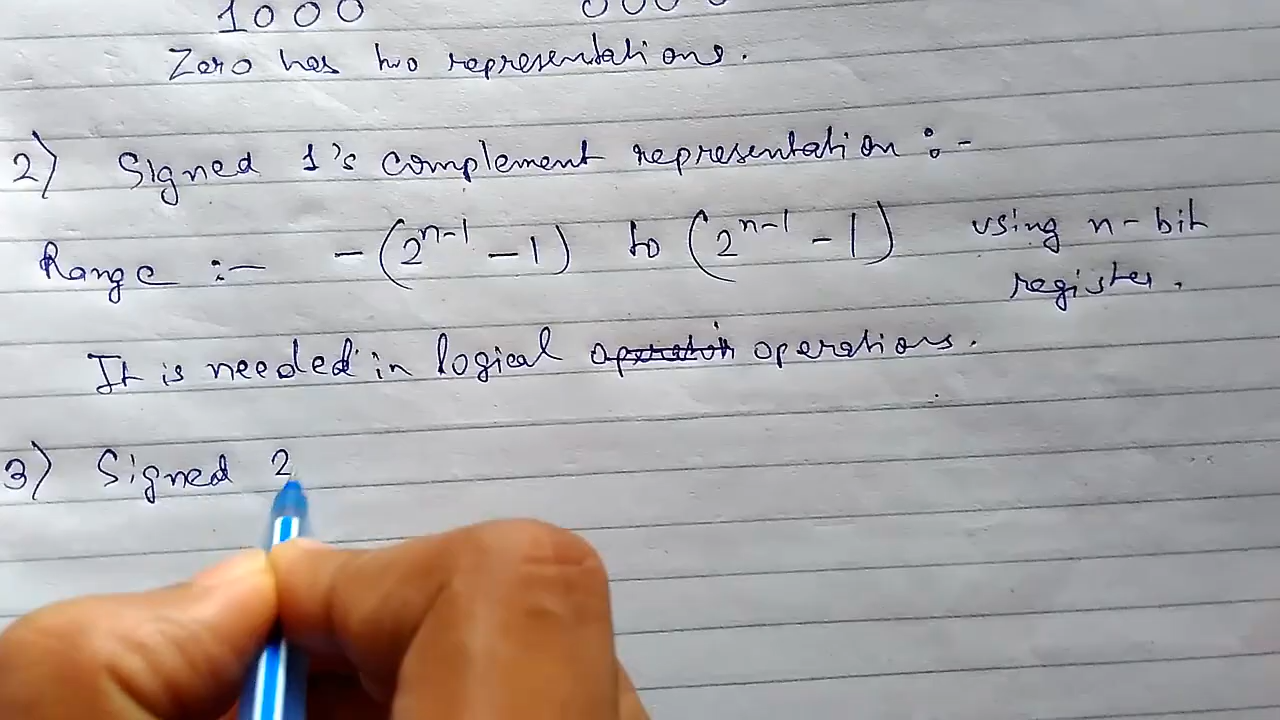 1000 000
Zero has two representations.
2) Signed 1's complement representation :-
Range :- -(2^{n-1} - 1) to (2^{n-1} - 1) using n-bit
register.
It is needed in logical operations.
3) Signed 2